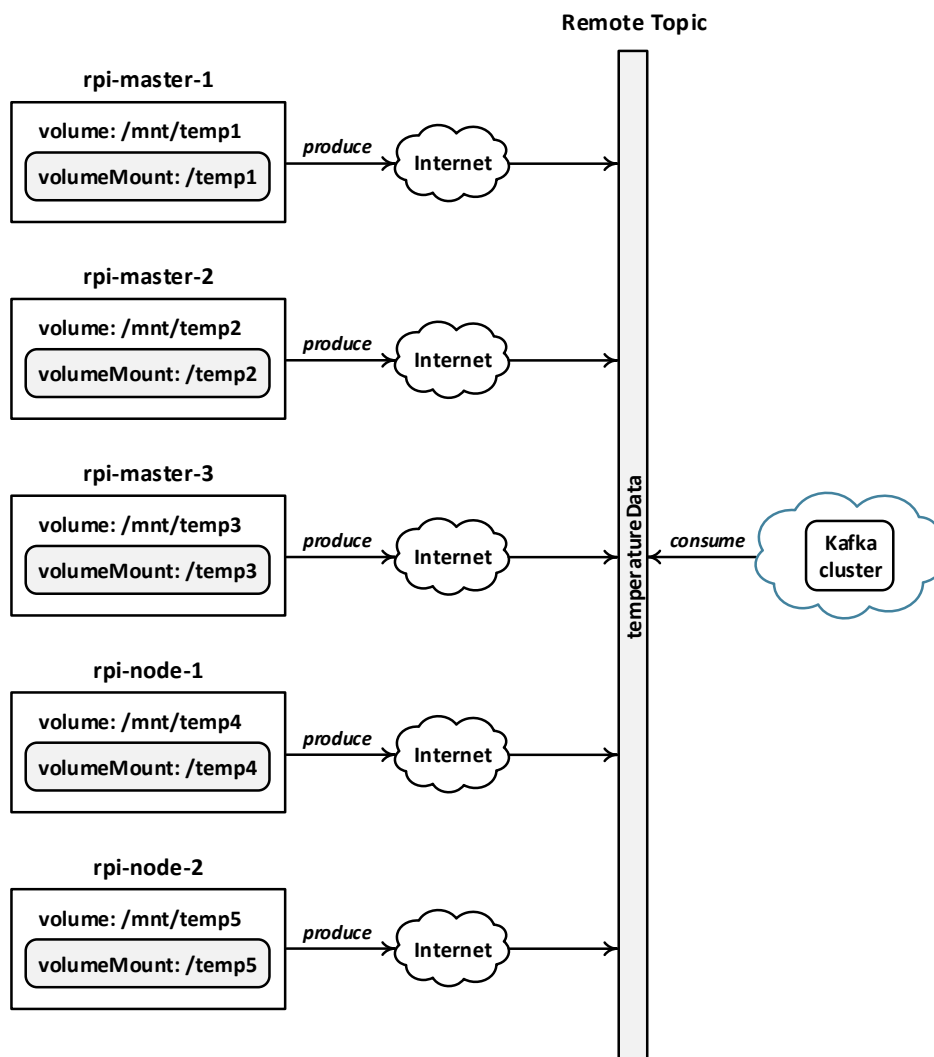 Remote Topic
rpi-master-1
volume: /mnt/temp1
volumeMount: /temp1
produce
Internet
rpi-master-2
volume: /mnt/temp2
volumeMount: /temp2
produce
Internet
rpi-master-3
volume: /mnt/temp3
volumeMount: /temp3
produce
Internet
temperatureData
consume
Kafka
cluster
rpi-node-1
volume: /mnt/temp4
volumeMount: /temp4
produce
Internet
rpi-node-2
volume: /mnt/temp5
volumeMount: /temp5
produce
Internet